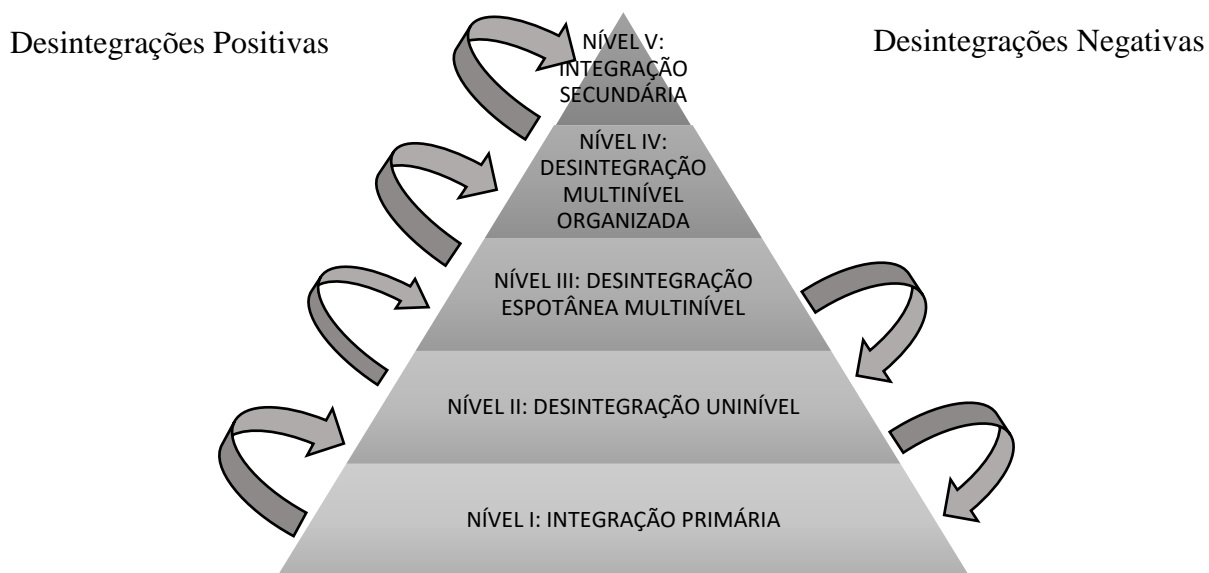 Desintegrações Positivas
Desintegrações Negativas
NÍVEL V:
INTEGRAÇÃO
SECUNDÁRIA
NÍVEL IV:
DESINTEGRAÇÃO
MULTINÍVEL
ORGANIZADA
NÍVEL III: DESINTEGRAÇÃO
ESPOTÂNEA MULTINÍVEL
NÍVEL II: DESINTEGRAÇÃO UNINÍVEL
NÍVEL I: INTEGRAÇÃO PRIMÁRIA